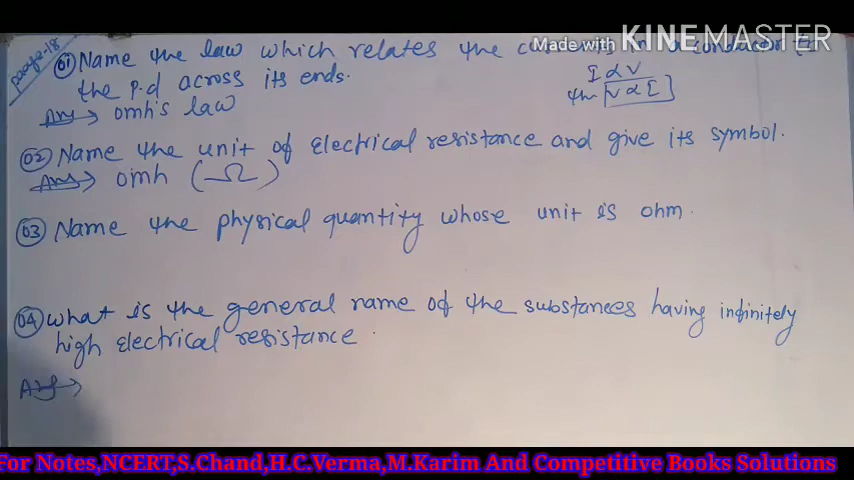 Page-18
Made with KINEMASTER
01 Name the law which relates the in a conductor to
the P.d across its ends.
I α V
Ans → omh's law
V α I
02 Name the unit of Electrical resistance and give its symbol.
Ans → omh (Ω)
03 Name the physical quantity whose unit is ohm.
04 What is the general name of the substances having infinitely
high Electrical resistance.
Ans →
For Notes,NCERT,S.Chand,H.C.Verma,M.Karim And Competitive Books Solutions